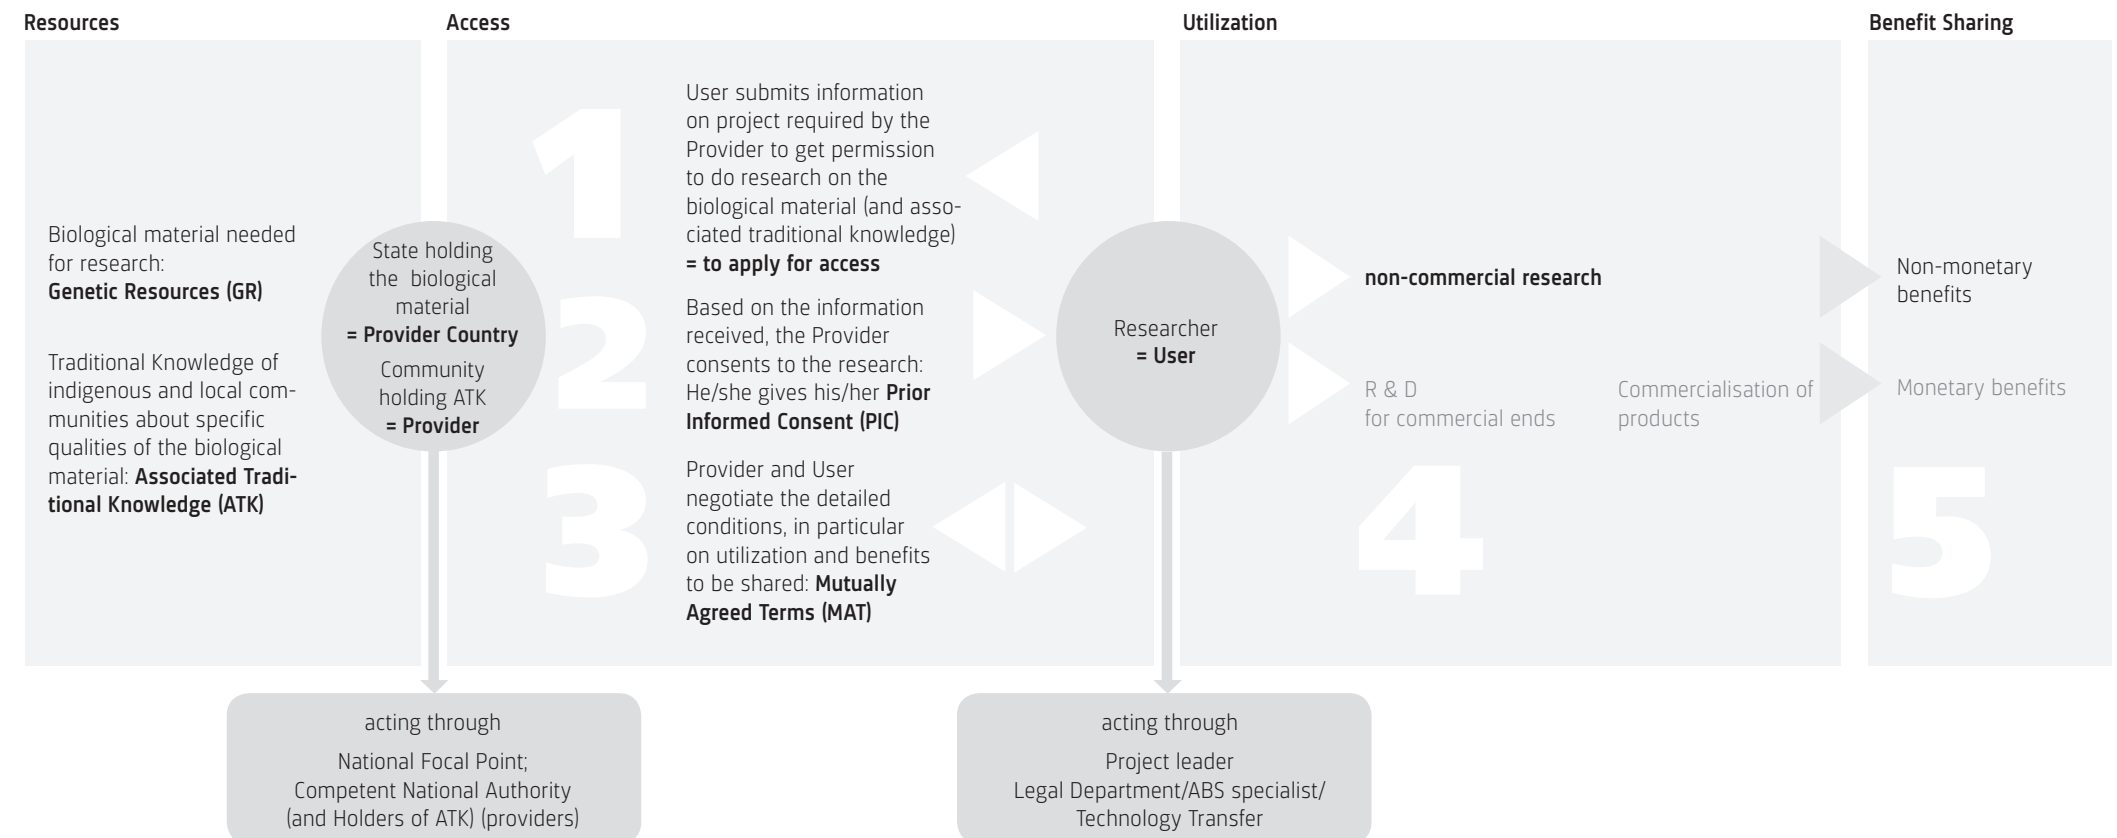 Resources
Access
Utilization
Benefit Sharing
Biological material needed
for research:
Genetic Resources (GR)
Traditional Knowledge of
indigenous and local com-
munities about specific
qualities of the biological
material: Associated Tradi-
tional Knowledge (ATK)
State holding
the biological
material
= Provider Country
Community
holding ATK
= Provider
1
User submits information
on project required by the
Provider to get permission
to do research on the
biological material (and asso-
ciated traditional knowledge)
= to apply for access
2
Based on the information
received, the Provider
consents to the research:
He/she gives his/her Prior
Informed Consent (PIC)
3
Provider and User
negotiate the detailed
conditions, in particular
on utilization and benefits
to be shared: Mutually
Agreed Terms (MAT)
Researcher
= User
non-commercial research
R & D
for commercial ends
Commercialisation of
products
4
Non-monetary
benefits
Monetary benefits
5
acting through
National Focal Point;
Competent National Authority
(and Holders of ATK) (providers)
acting through
Project leader
Legal Department/ABS specialist/
Technology Transfer